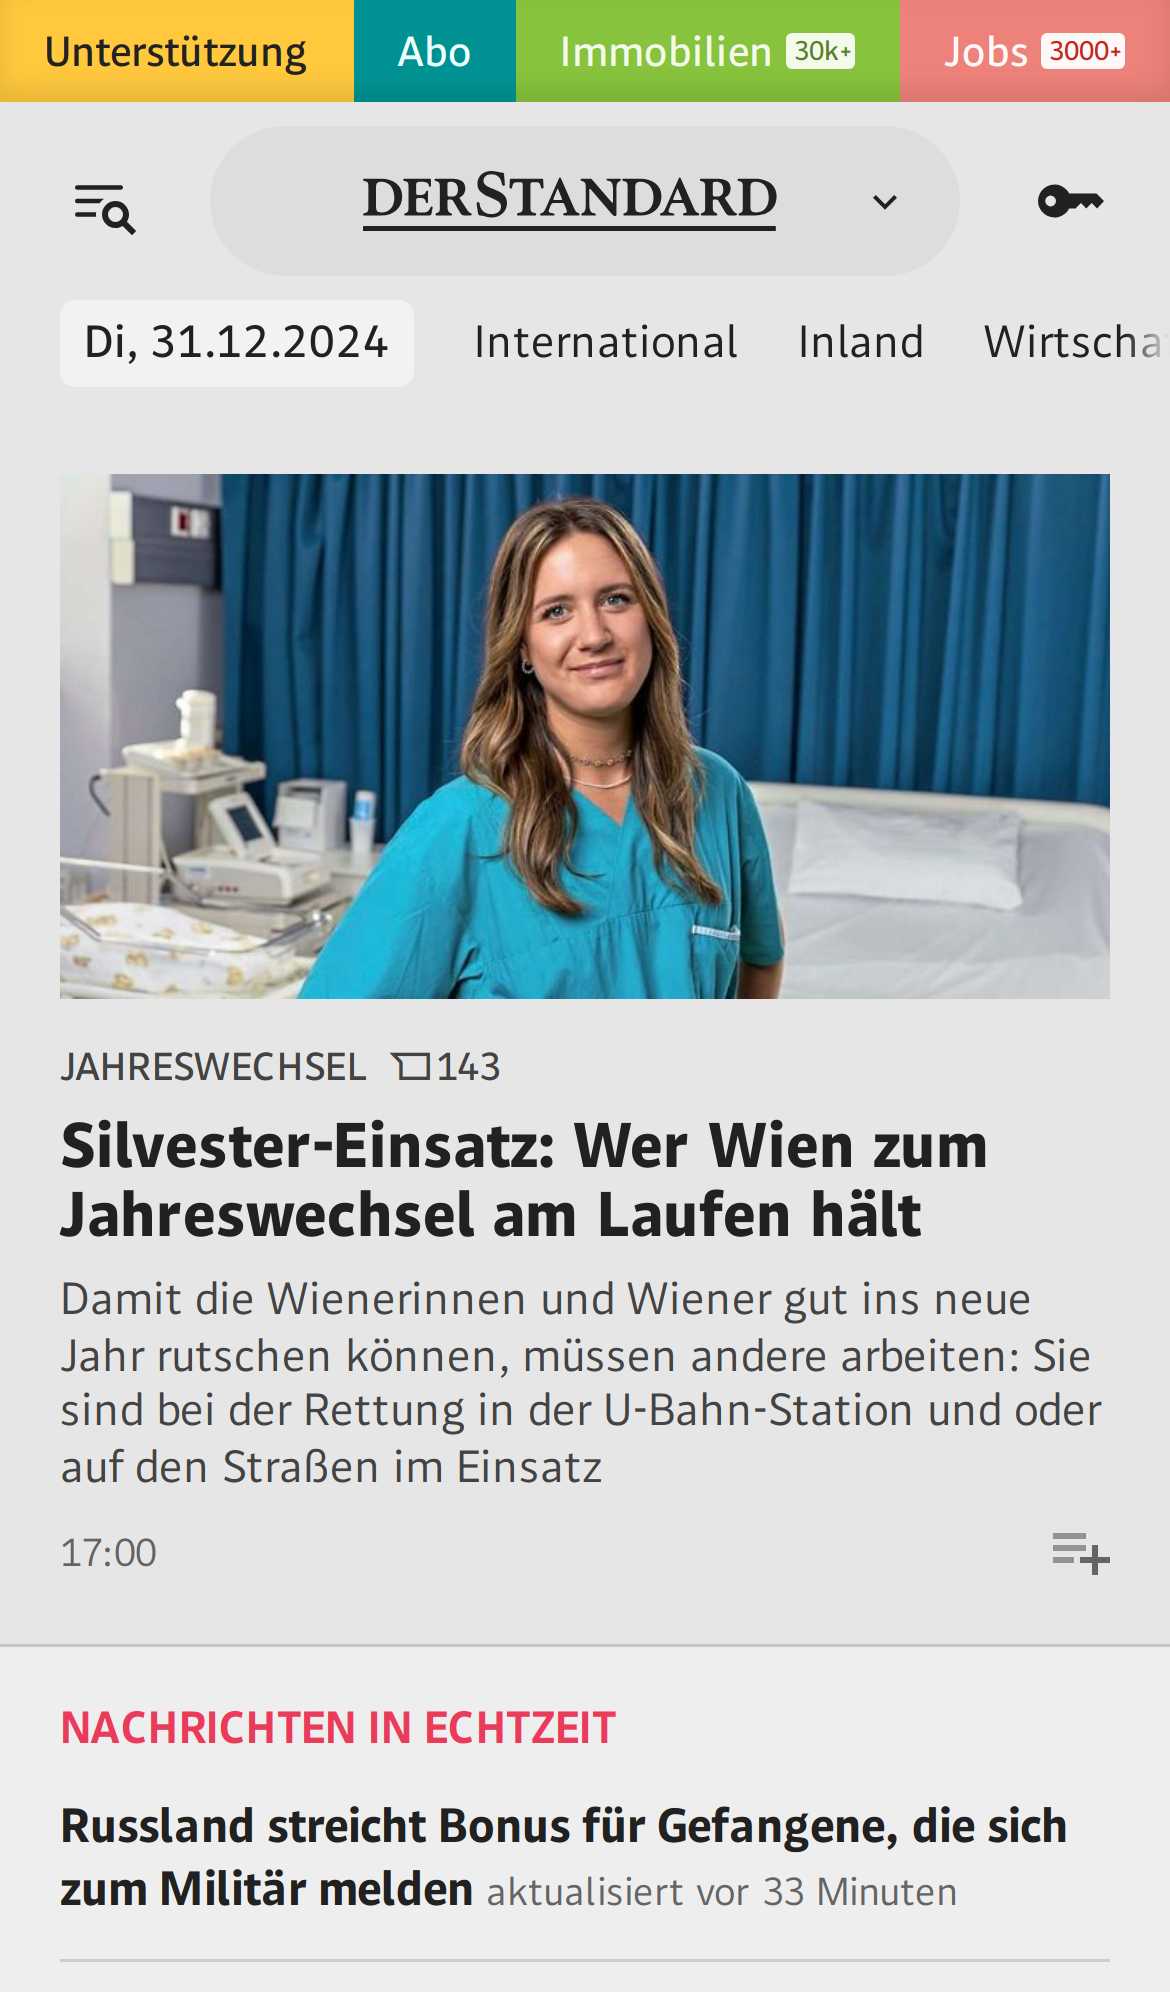 Unterstützung Abo Immobilien 30k+ Jobs 3000+
DERSTANDARD
Di, 31.12.2024 International Inland Wirtscha
JAHRESWECHSEL 143
Silvester-Einsatz: Wer Wien zum
Jahreswechsel am Laufen hält
Damit die Wienerinnen und Wiener gut ins neue
Jahr rutschen können, müssen andere arbeiten: Sie
sind bei der Rettung in der U-Bahn-Station und oder
auf den Straßen im Einsatz
17:00
NACHRICHTEN IN ECHTZEIT
Russland streicht Bonus für Gefangene, die sich
zum Militär melden aktualisiert vor 33 Minuten